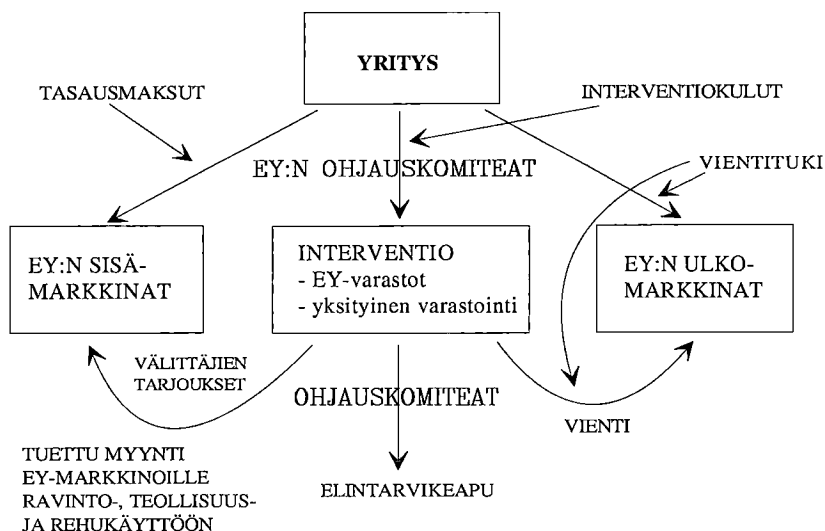 YRITYS
TASAUSMAKSUT
INTERVENTIOKULUT
EY:N OHJAUSKOMITEAT
VIENTITUKI
EY:N SISÄ-
MARKKINAT
INTERVENTIO
- EY-varastot
- yksityinen varastointi
EY:N ULKO-
MARKKINAT
VÄLITTÄJIEN
TARJOUKSET
OHJAUSKOMITEAT
VIENTI
TUETTU MYYNTI
EY-MARKKINOILLE
RAVINTO-, TEOLLISUUS-
JA REHUKÄYTTÖÖN
ELINTARVIKEAPU